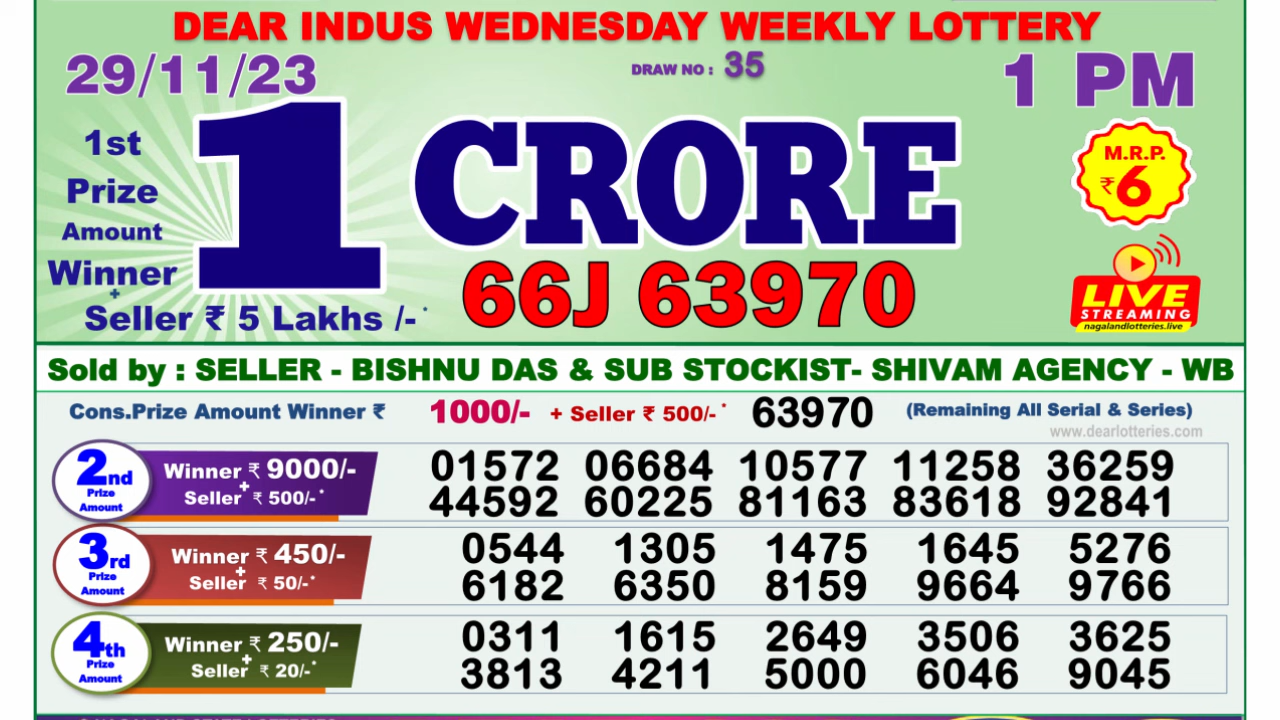 DEAR INDUS WEDNESDAY WEEKLY LOTTERY
29/11/23
DRAW NO : 35
1 PM
1st
Prize
Amount
Winner
+
Seller ₹ 5 Lakhs /- *
1 CRORE
66J 63970
M.R.P.
₹6
LIVE
STREAMING
nagalandlotteries.live
Sold by : SELLER - BISHNU DAS & SUB STOCKIST- SHIVAM AGENCY - WB
Cons.Prize Amount Winner ₹ 1000/- + Seller ₹ 500/- * 63970 (Remaining All Serial & Series)
www.dearlotteries.com
2nd
Prize
Amount
Winner ₹ 9000/-
+
Seller ₹ 500/- *
01572 06684 10577 11258 36259
44592 60225 81163 83618 92841
3rd
Prize
Amount
Winner ₹ 450/-
+
Seller ₹ 50/- *
0544 1305 1475 1645 5276
6182 6350 8159 9664 9766
4th
Prize
Amount
Winner ₹ 250/-
+
Seller ₹ 20/- *
0311 1615 2649 3506 3625
3813 4211 5000 6046 9045